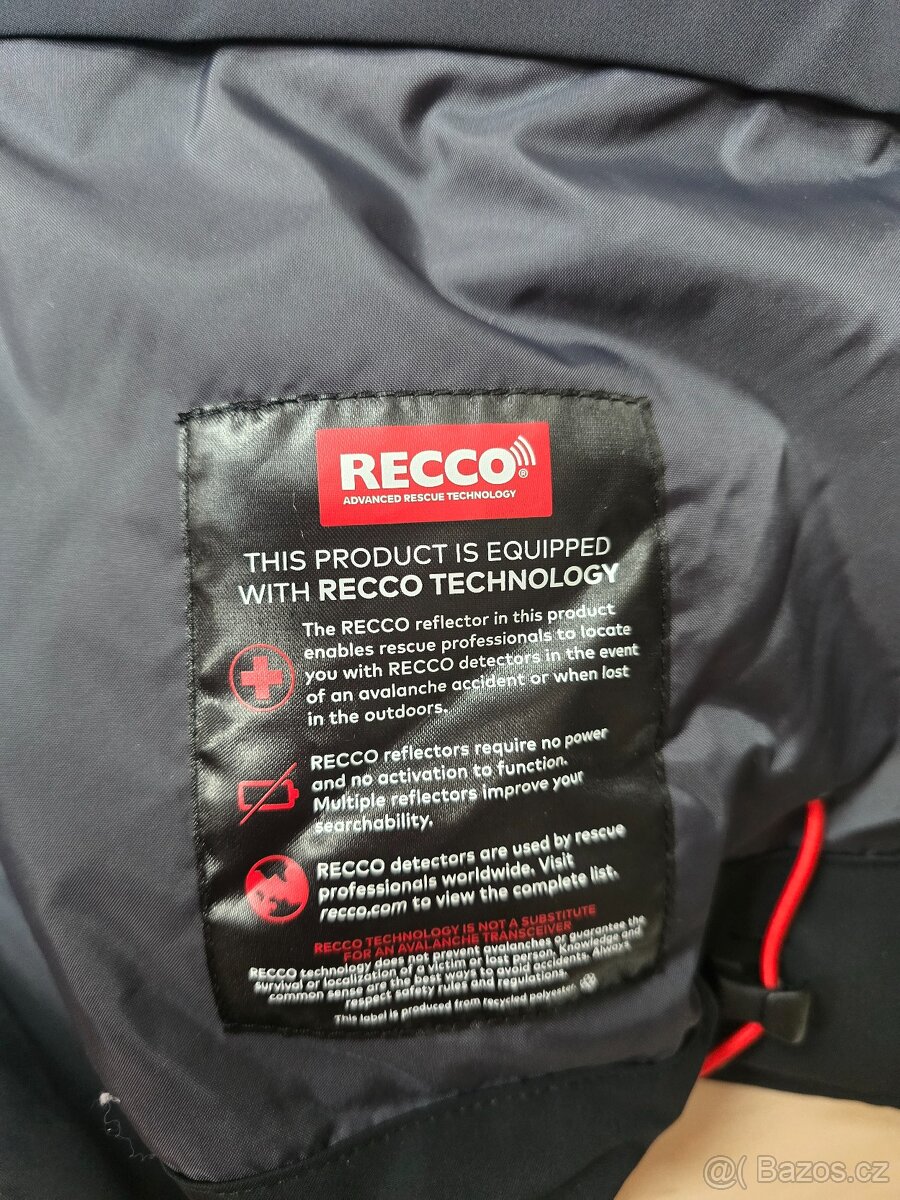 RECCO®
ADVANCED RESCUE TECHNOLOGY
THIS PRODUCT IS EQUIPPED
WITH RECCO TECHNOLOGY
The RECCO reflector in this product
enables rescue professionals to locate
you with RECCO detectors in the event
of an avalanche accident or when lost
in the outdoors.
RECCO reflectors require no power
and no activation to function.
Multiple reflectors improve your
searchability.
RECCO detectors are used by rescue
professionals worldwide. Visit
recco.com to view the complete list.
RECCO TECHNOLOGY IS NOT A SUBSTITUTE
FOR AN AVALANCHE TRANSCEIVER
RECCO technology does not prevent avalanches or guarantee the
survival or localization of a victim or lost person. Knowledge and
common sense are the best ways to avoid accidents. Always
respect safety rules and regulations.
This label is produced from recycled polyester.
@ Bazos.cz